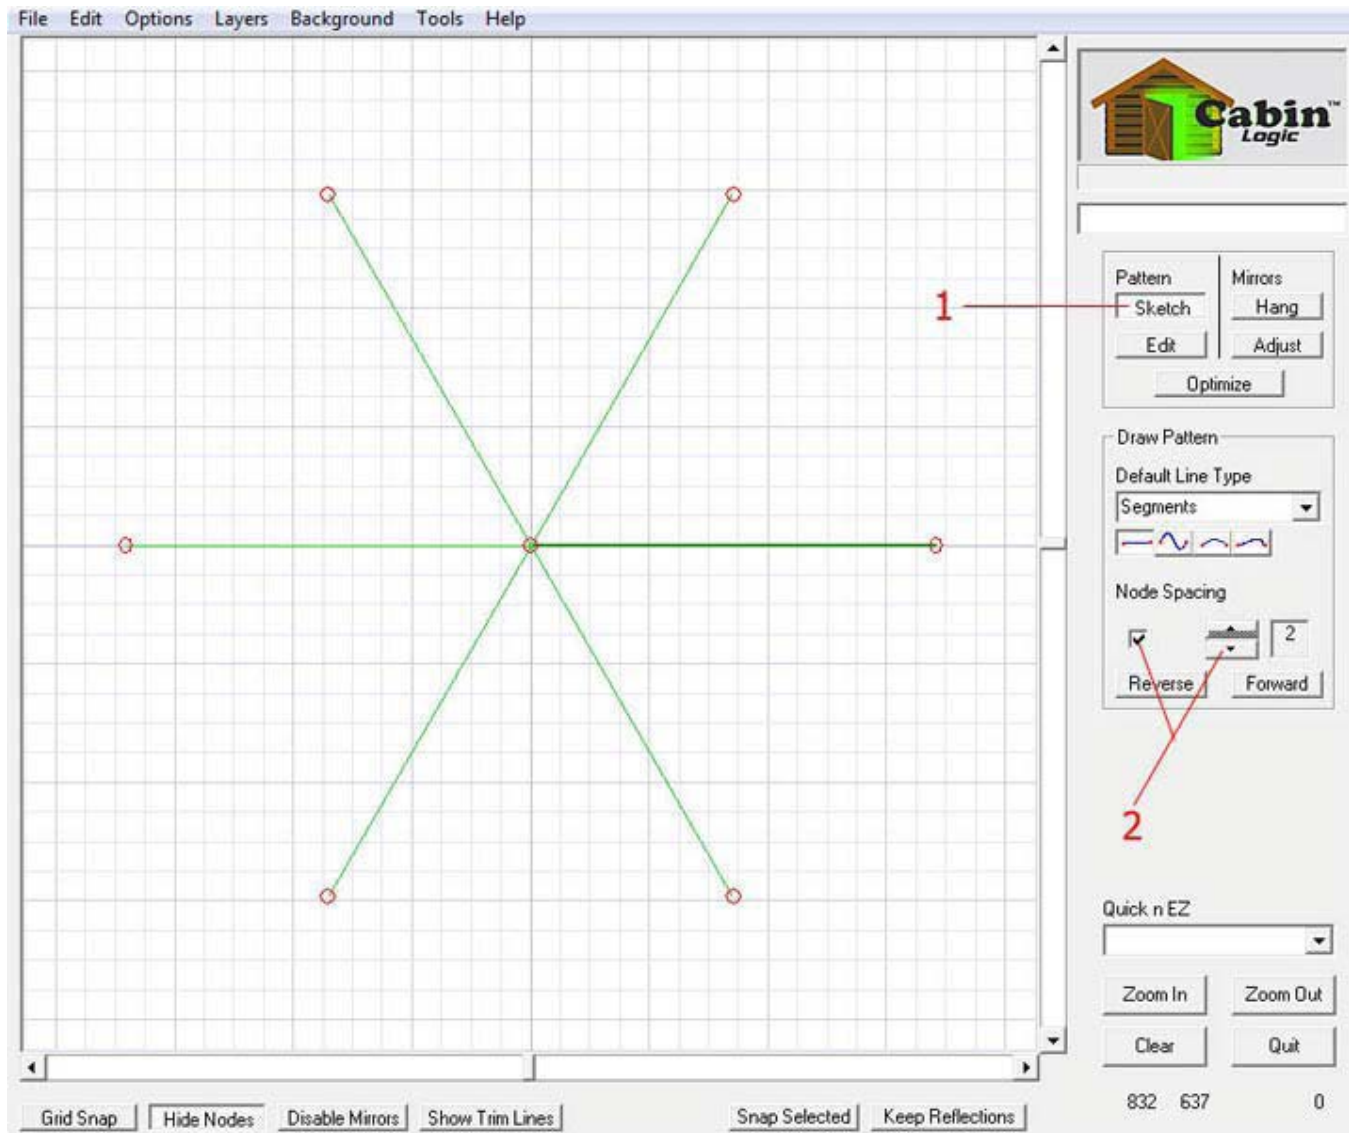 File Edit Options Layers Background Tools Help
Cabin™
Logic
Pattern Mirrors
1
Sketch Hang
Edit Adjust
Optimize
Draw Pattern
Default Line Type
Segments
Node Spacing
2
Reverse Forward
2
Quick n EZ
Zoom In Zoom Out
Clear Quit
832 637 0
Grid Snap Hide Nodes Disable Mirrors Show Trim Lines Snap Selected Keep Reflections